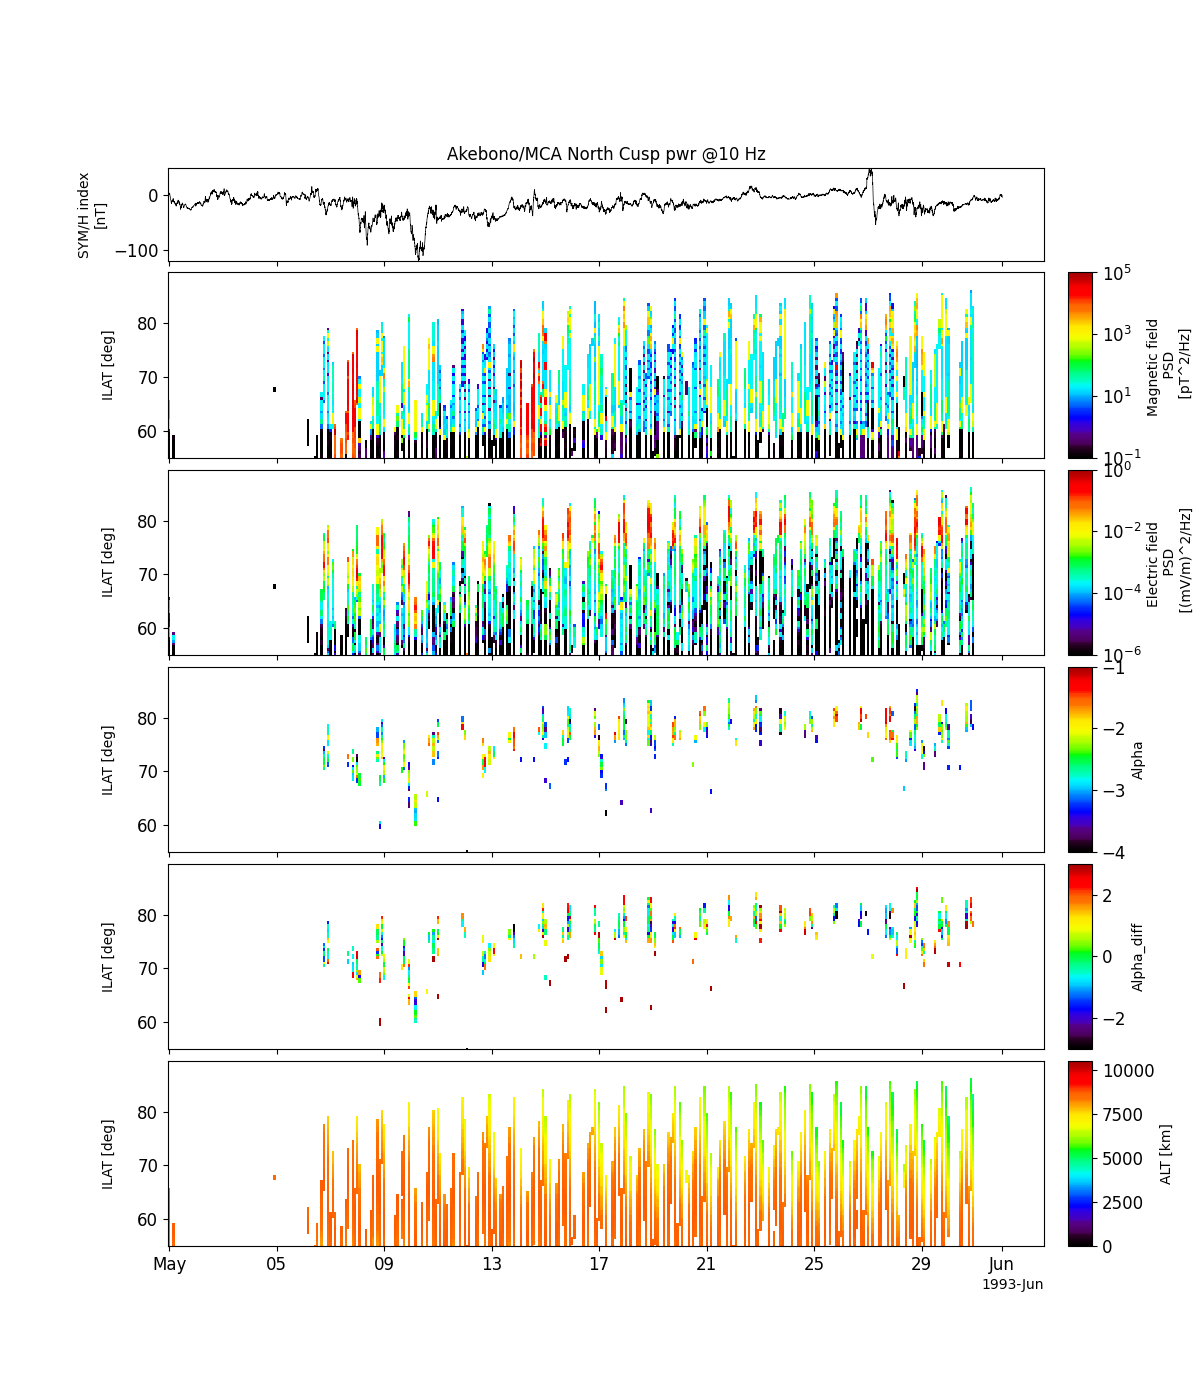 Akebono/MCA North Cusp pwr @10 Hz
SYM/H index
[nT]
0
−100
ILAT [deg]
80
70
60
10^5
10^3
10^1
10^−1
Magnetic field
PSD
[pT^2/Hz]
ILAT [deg]
80
70
60
10^0
10^−2
10^−4
10^−6
Electric field
PSD
[(mV/m)^2/Hz]
ILAT [deg]
80
70
60
−1
−2
−3
−4
Alpha
ILAT [deg]
80
70
60
2
0
−2
Alpha_diff
ILAT [deg]
80
70
60
10000
7500
5000
2500
0
ALT [km]
May 05 09 13 17 21 25 29 Jun
1993-Jun